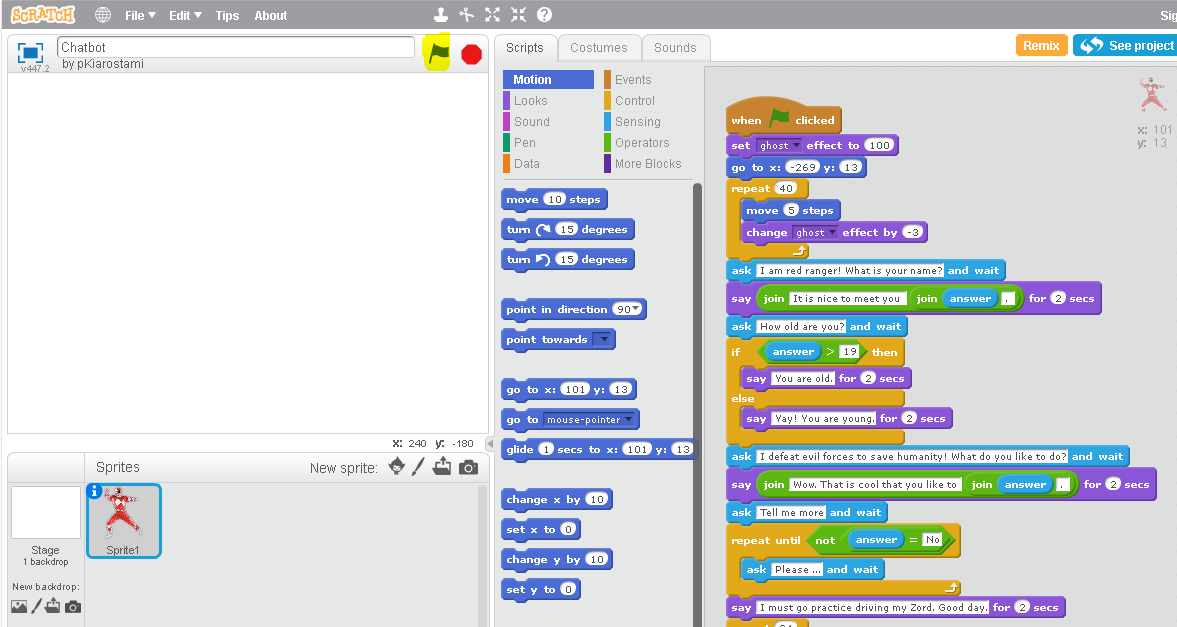 SCRATCH File Edit Tips About Sig
Chatbot
by pKiarostami
v447.2
Scripts Costumes Sounds
Remix See project
Motion Events
Looks Control
Sound Sensing
Pen Operators
Data More Blocks
move 10 steps
turn 15 degrees
turn 15 degrees
point in direction 90
point towards
go to x: 101 y: 13
go to mouse-pointer
glide 1 secs to x: 101 y: 13
change x by 10
set x to 0
change y by 10
set y to 0
x: 101
y: 13
when clicked
set ghost effect to 100
go to x: -269 y: 13
repeat 40
move 5 steps
change ghost effect by -3
ask I am red ranger! What is your name? and wait
say join It is nice to meet you join answer . for 2 secs
ask How old are you? and wait
if answer > 19 then
say You are old. for 2 secs
else
say Yay! You are young. for 2 secs
ask I defeat evil forces to save humanity! What do you like to do? and wait
say join Wow. That is cool that you like to join answer . for 2 secs
ask Tell me more and wait
repeat until not answer = No
ask Please ... and wait
say I must go practice driving my Zord. Good day. for 2 secs
x: 240 y: -180
Sprites New sprite:
Sprite1
Stage
1 backdrop
New backdrop: